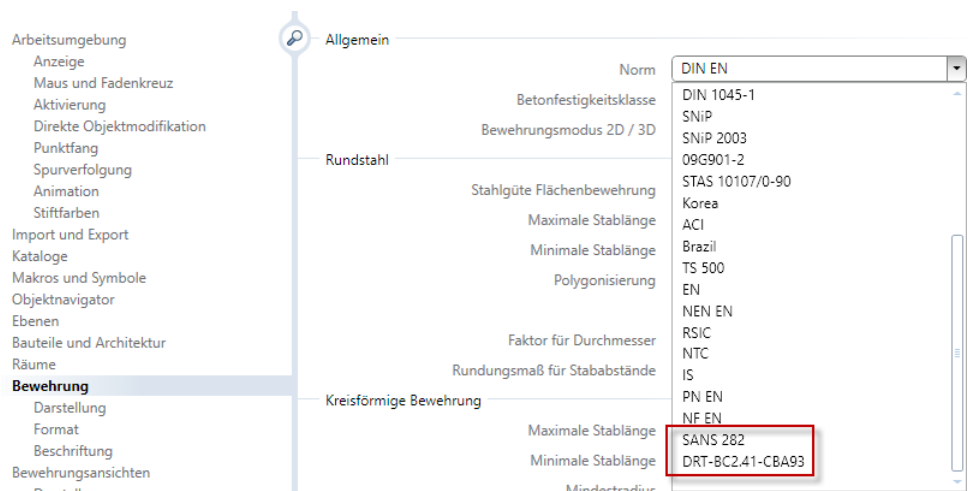 Arbeitsumgebung
Anzeige
Maus und Fadenkreuz
Aktivierung
Direkte Objektmodifikation
Punktfang
Spurverfolgung
Animation
Stiftfarben
Import und Export
Kataloge
Makros und Symbole
Objektnavigator
Ebenen
Bauteile und Architektur
Räume
Bewehrung
Darstellung
Format
Beschriftung
Bewehrungsansichten
Allgemein
Norm
Betonfestigkeitsklasse
Bewehrungsmodus 2D / 3D
Rundstahl
Stahlgüte Flächenbewehrung
Maximale Stablänge
Minimale Stablänge
Polygonisierung
Faktor für Durchmesser
Rundungsmaß für Stababstände
Kreisförmige Bewehrung
Maximale Stablänge
Minimale Stablänge
Mindestradius
DIN EN
DIN 1045-1
SNiP
SNiP 2003
09G901-2
STAS 10107/0-90
Korea
ACI
Brazil
TS 500
EN
NEN EN
RSIC
NTC
IS
PN EN
NF EN
SANS 282
DRT-BC2.41-CBA93